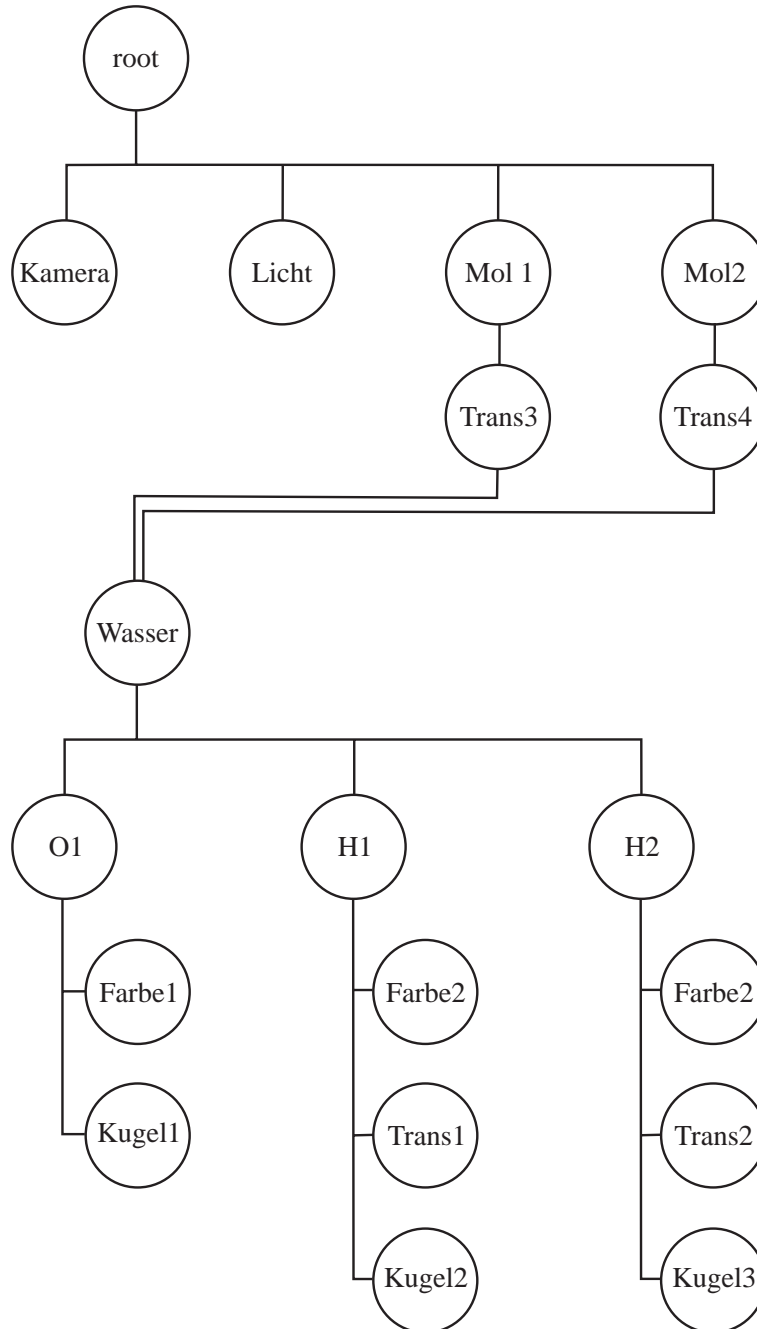 root
Kamera
Licht
Mol 1
Mol2
Trans3
Trans4
Wasser
O1
H1
H2
Farbe1
Farbe2
Farbe2
Kugel1
Trans1
Trans2
Kugel2
Kugel3